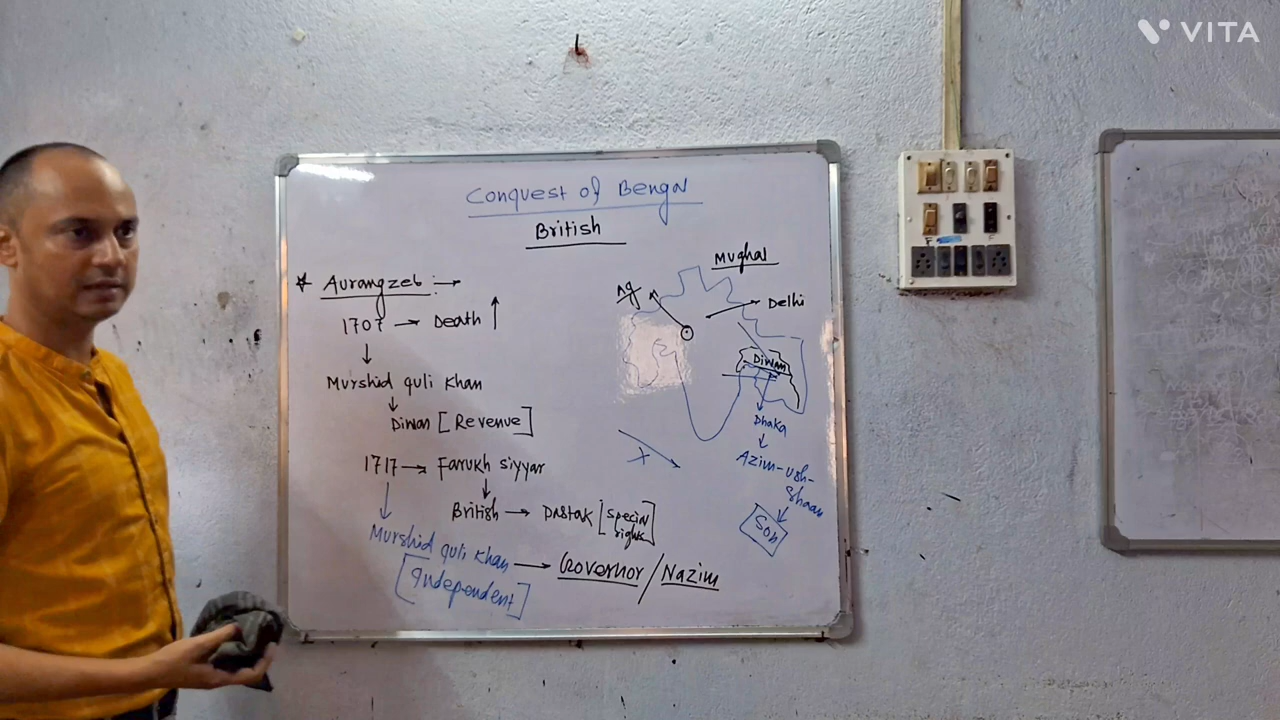 VITA
Conquest of Bengal
British
Mughal
* Aurangzeb :→
1707 → Death ↑
Delhi
Murshid quli Khan
Diwan
Diwan [Revenue]
Dhaka
1717 → Farukh Siyyar
Azim-ush-
Shaan
British → Dastak [special
rights]
Son
Murshid quli Khan → Governor / Nazim
[Independent]